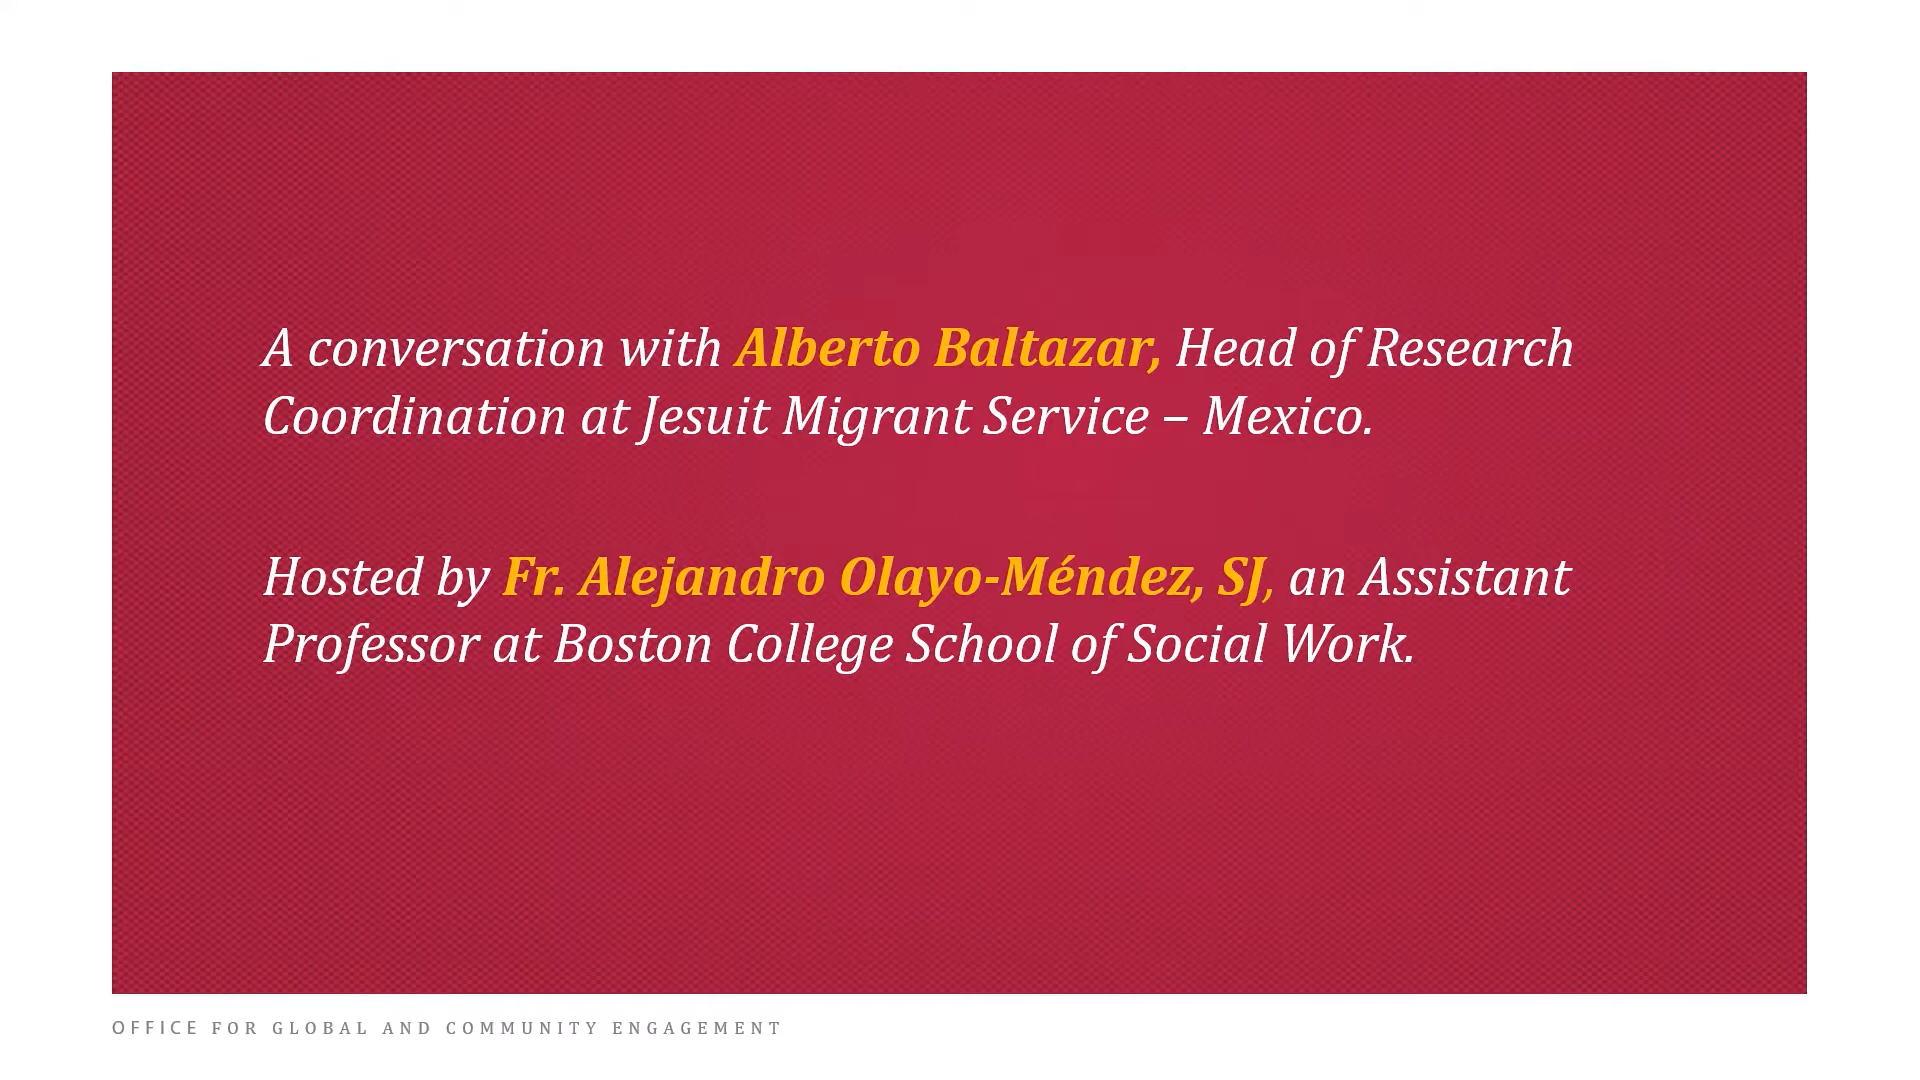 A conversation with Alberto Baltazar, Head of Research
Coordination at Jesuit Migrant Service – Mexico.
Hosted by Fr. Alejandro Olayo-Méndez, SJ, an Assistant
Professor at Boston College School of Social Work.
OFFICE FOR GLOBAL AND COMMUNITY ENGAGEMENT